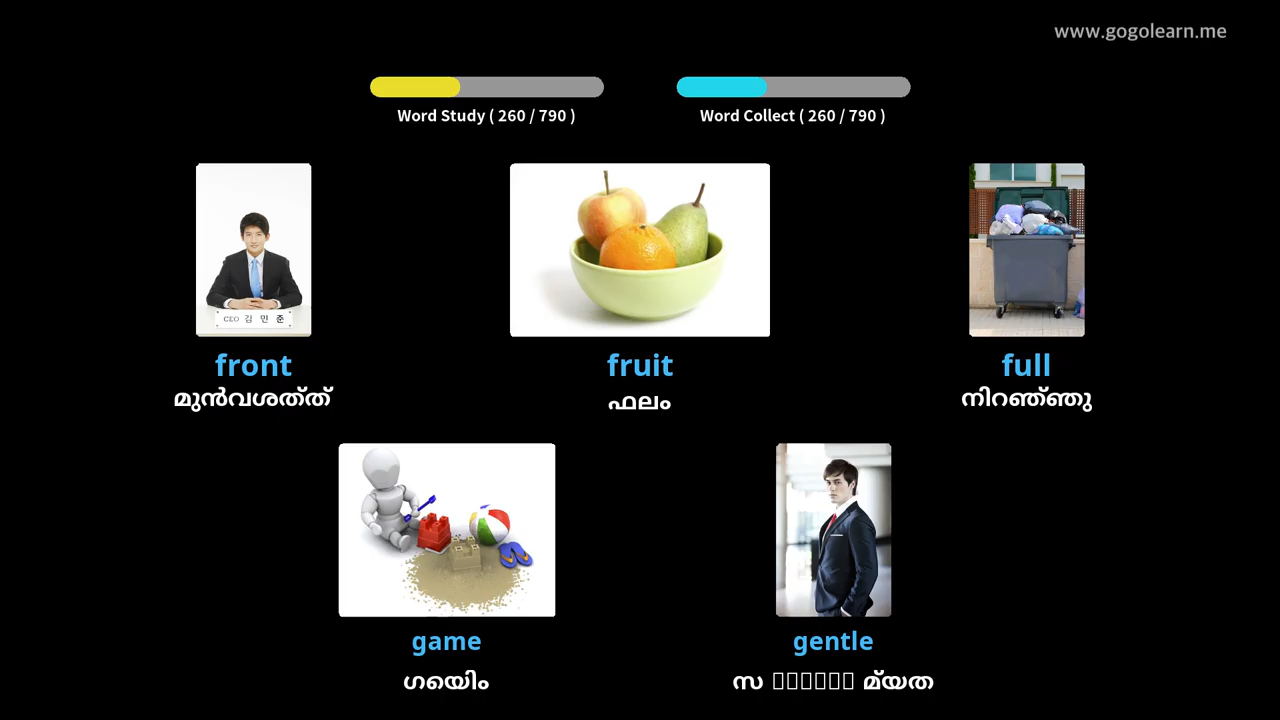 www.gogolearn.me
Word Study ( 260 / 790 )
Word Collect ( 260 / 790 )
CEO 김 민 준
front
മുൻവശത്ത്
fruit
ഫലം
full
നിറഞ്ഞു
game
ഗയെിം
gentle
സ □□□□□□ മ്യത